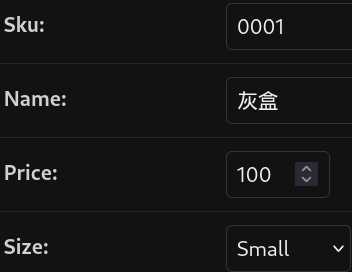 Sku: 0001
Name: 灰盒
Price: 100
Size: Small